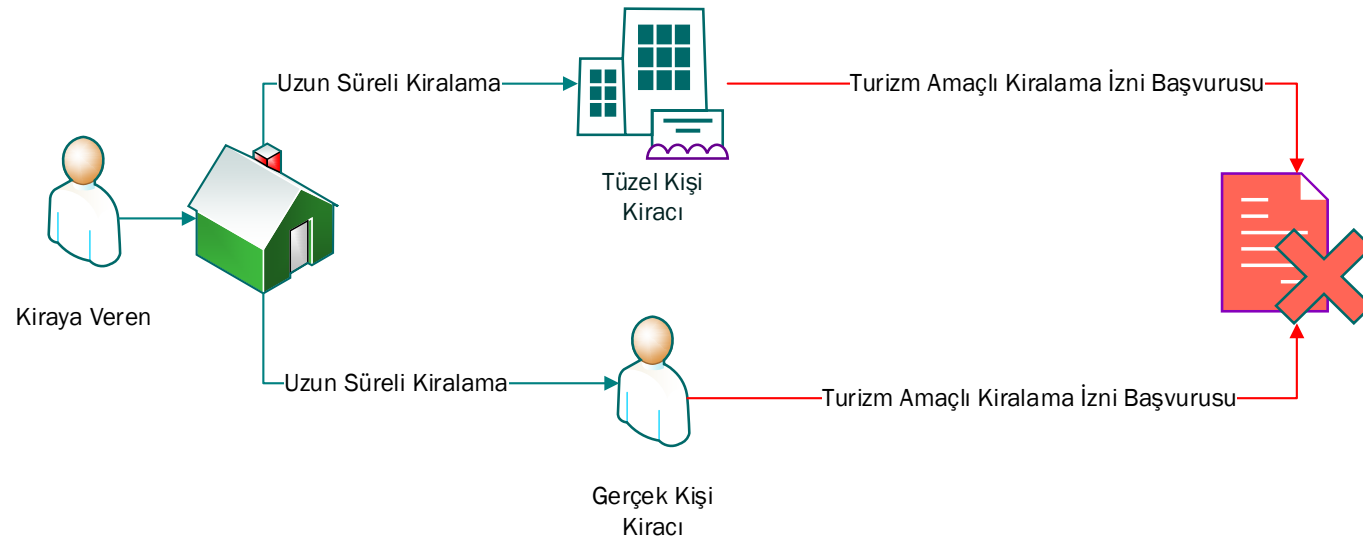 Uzun Süreli Kiralama
Turizm Amaçlı Kiralama İzni Başvurusu
Tüzel Kişi
Kiracı
Kiraya Veren
Uzun Süreli Kiralama
Turizm Amaçlı Kiralama İzni Başvurusu
Gerçek Kişi
Kiracı